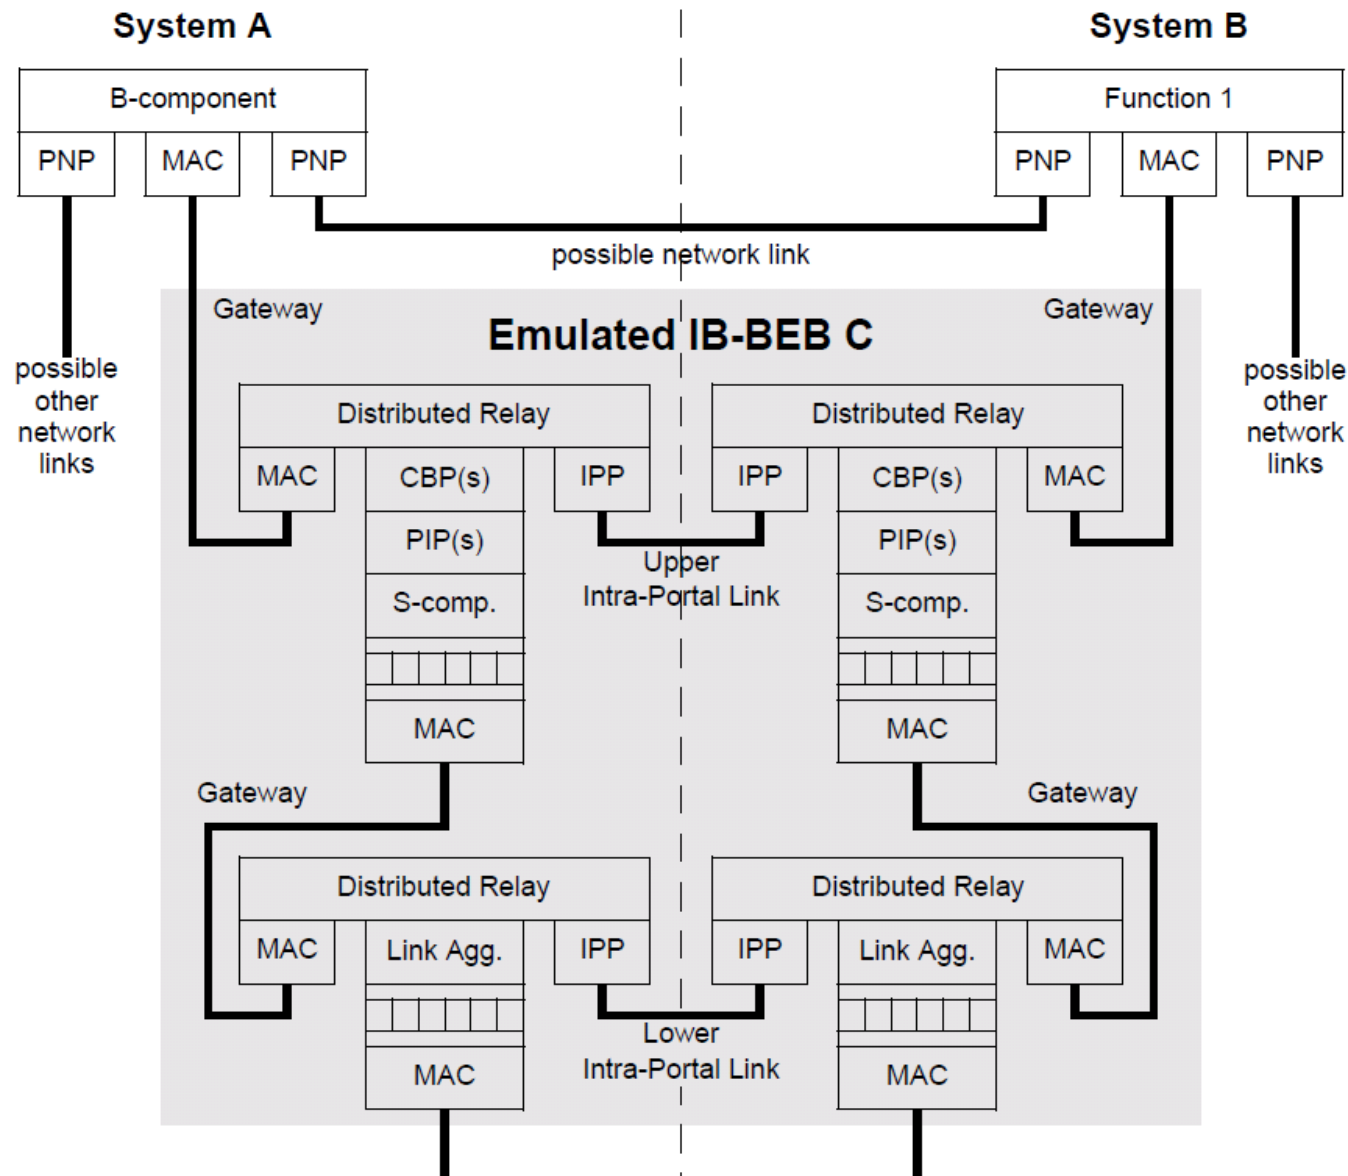 System A
System B
B-component
Function 1
PNP
MAC
PNP
PNP
MAC
PNP
possible network link
Gateway
Gateway
Emulated IB-BEB C
possible
other
network
links
possible
other
network
links
Distributed Relay
Distributed Relay
MAC
CBP(s)
IPP
IPP
CBP(s)
MAC
PIP(s)
PIP(s)
Upper
Intra-Portal Link
S-comp.
S-comp.
MAC
MAC
Gateway
Gateway
Distributed Relay
Distributed Relay
MAC
Link Agg.
IPP
IPP
Link Agg.
MAC
Lower
Intra-Portal Link
MAC
MAC